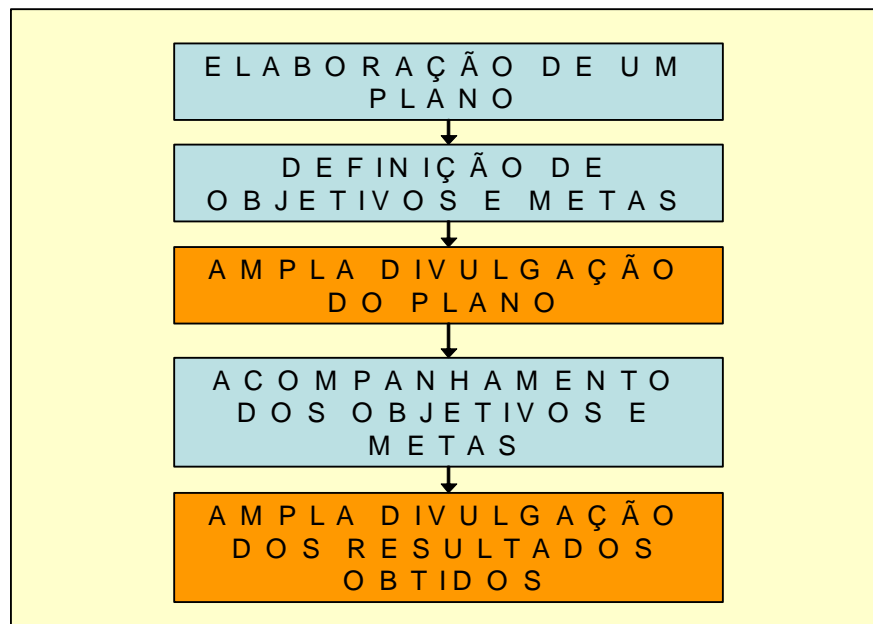 ELABORAÇÃO DE UM
PLANO
DEFINIÇÃO DE
OBJETIVOS E METAS
AMPLA DIVULGAÇÃO
DO PLANO
ACOMPANHAMENTO
DOS OBJETIVOS E
METAS
AMPLA DIVULGAÇÃO
DOS RESULTADOS
OBTIDOS